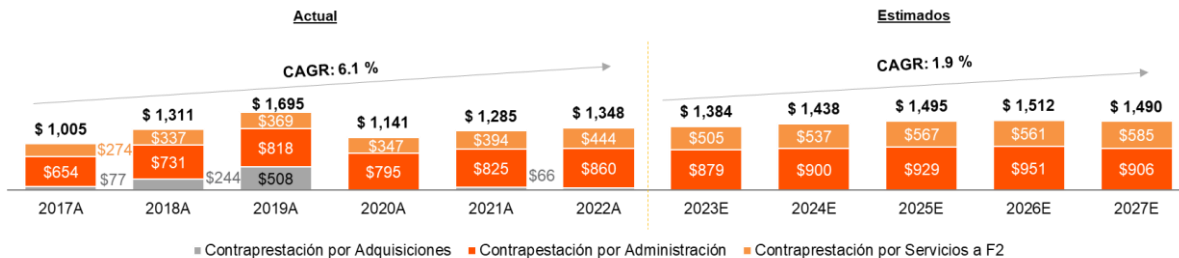 Actual
Estimados
CAGR: 6.1 %
CAGR: 1.9 %
$ 1,005
$ 1,311
$ 1,695
$ 1,141
$ 1,285
$ 1,348
$ 1,384
$ 1,438
$ 1,495
$ 1,512
$ 1,490
$274
$337
$369
$347
$394
$444
$505
$537
$567
$561
$585
$654
$731
$818
$795
$825
$860
$879
$900
$929
$951
$906
$77
$244
$508
$66
2017A
2018A
2019A
2020A
2021A
2022A
2023E
2024E
2025E
2026E
2027E
Contraprestación por Adquisiciones
Contrapestación por Administración
Contraprestación por Servicios a F2